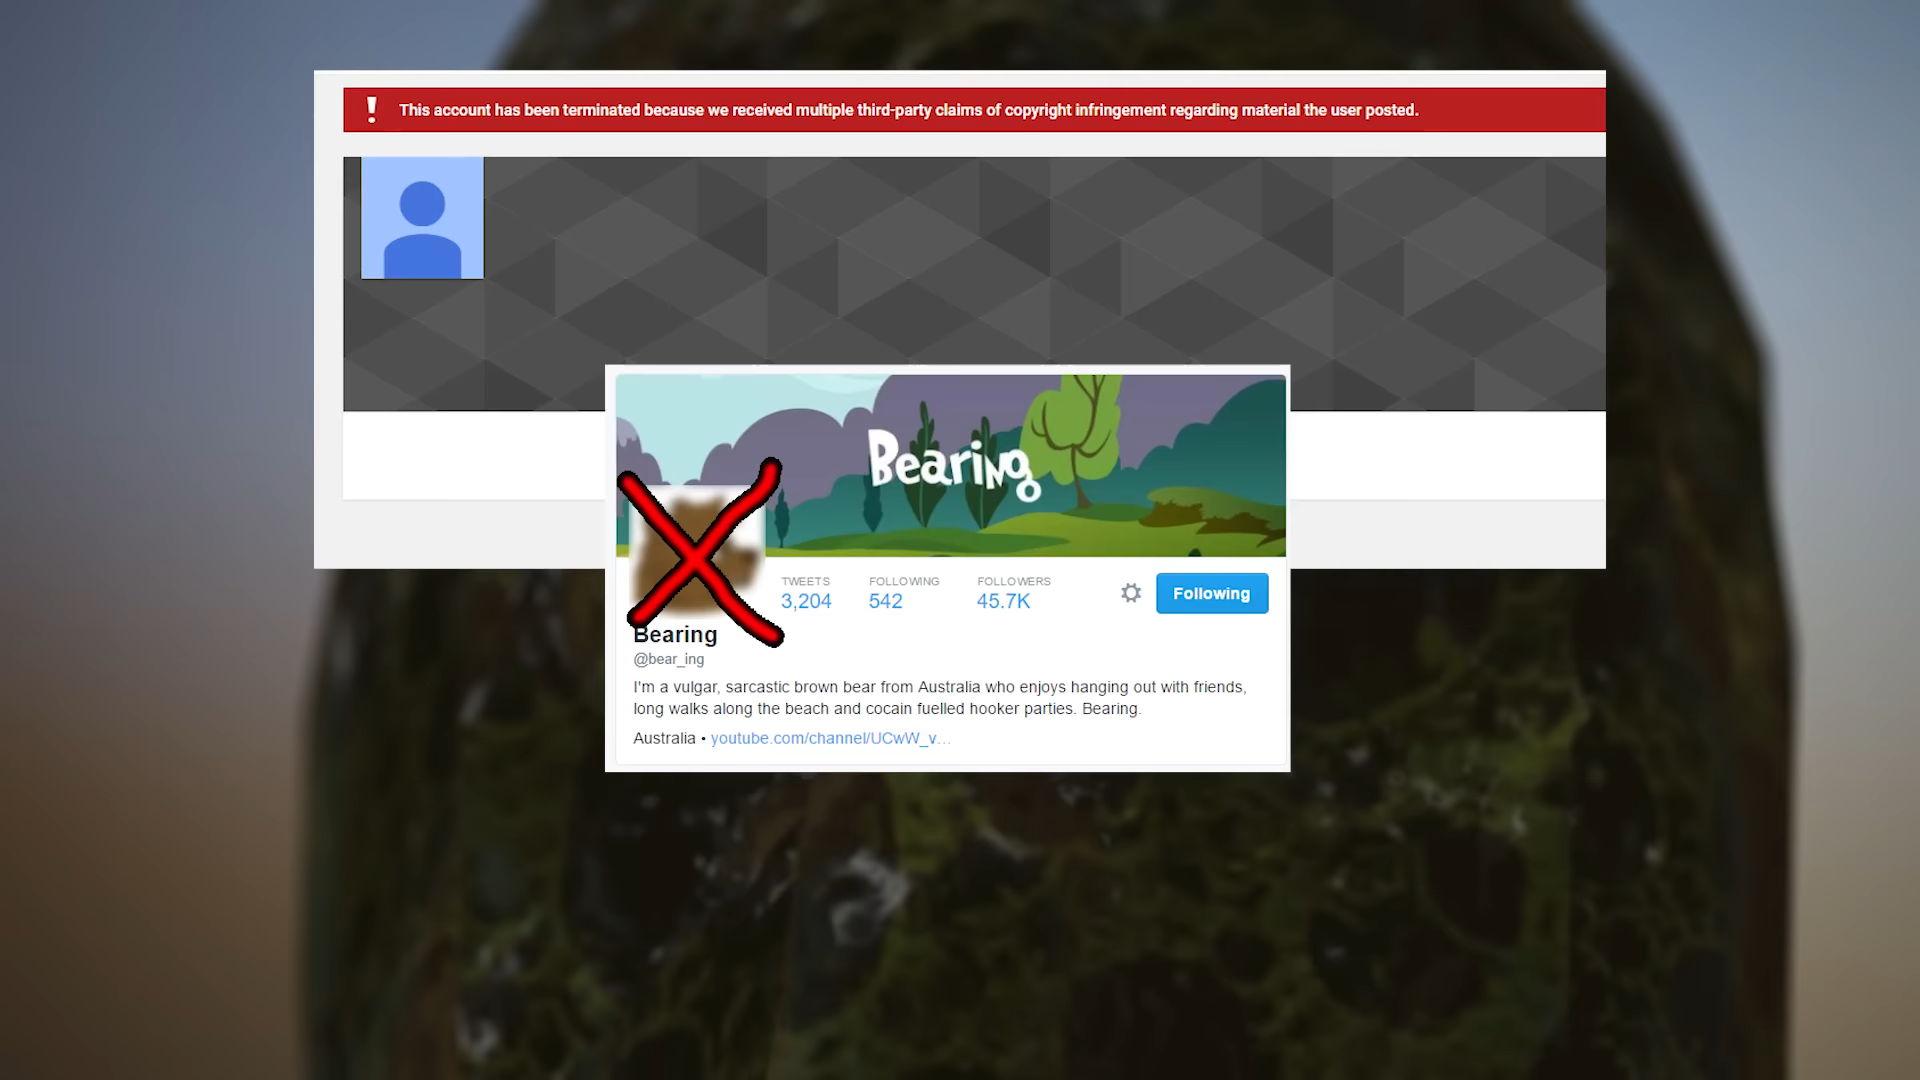 This account has been terminated because we received multiple third-party claims of copyright infringement regarding material the user posted.
Bearing
TWEETS FOLLOWING FOLLOWERS
3,204 542 45.7K
Following
Bearing
@bear_ing
I'm a vulgar, sarcastic brown bear from Australia who enjoys hanging out with friends,
long walks along the beach and cocain fuelled hooker parties. Bearing.
Australia • youtube.com/channel/UCwW_v...